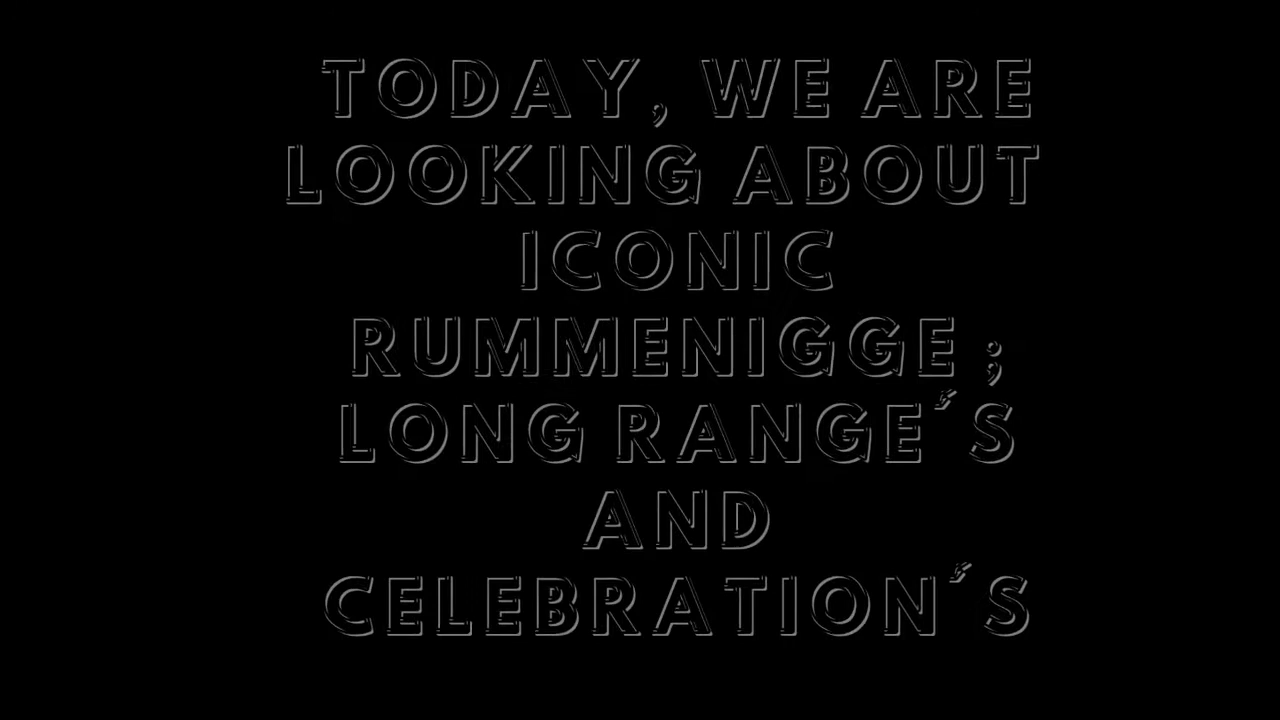 TODAY, WE ARE
LOOKING ABOUT
ICONIC
RUMMENIGGE ;
LONG RANGE´S
AND
CELEBRATION´S